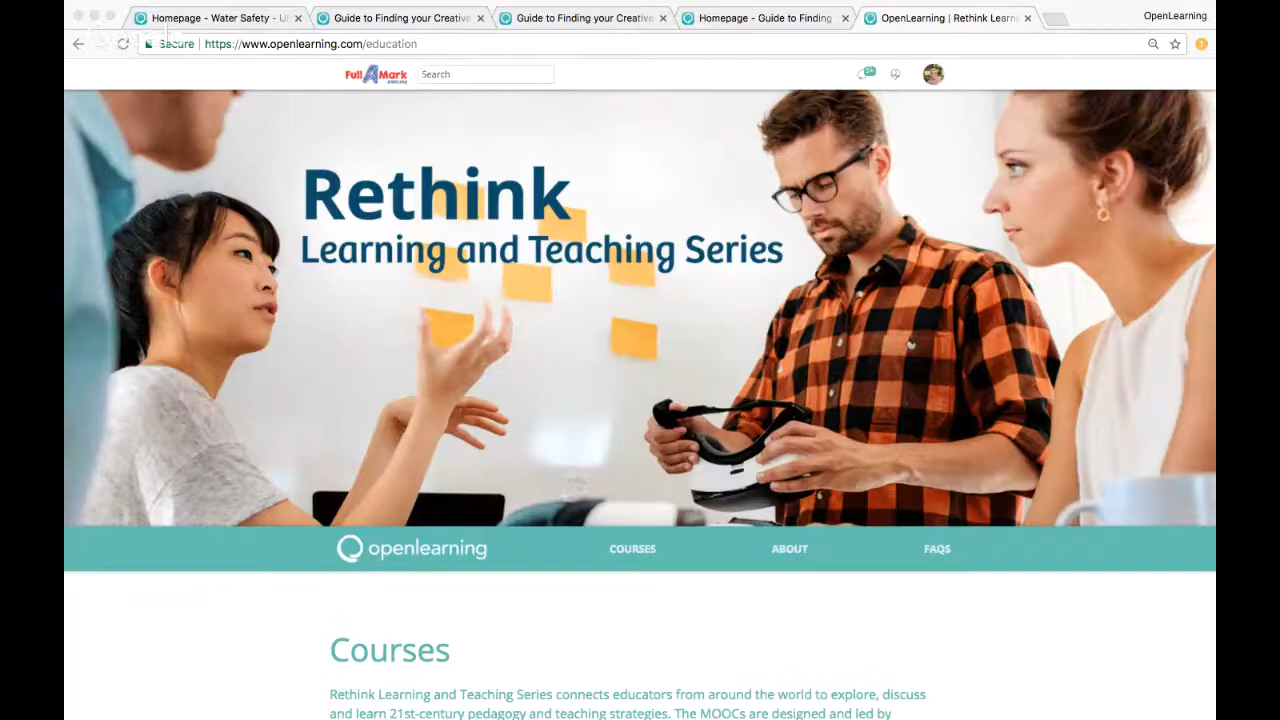 Homepage - Water Safety - U
Guide to Finding your Creative
Guide to Finding your Creative
Homepage - Guide to Finding
OpenLearning | Rethink Learn
OpenLearning
Secure | https://www.openlearning.com/education
Full A Mark
Search
Rethink
Learning and Teaching Series
openlearning
COURSES
ABOUT
FAQS
Courses
Rethink Learning and Teaching Series connects educators from around the world to explore, discuss
and learn 21st-century pedagogy and teaching strategies. The MOOCs are designed and led by